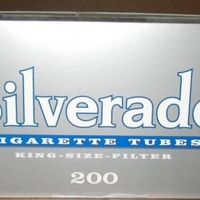 ilverado
IGARETTE TUBES
KING-SIZE-FILTER
200